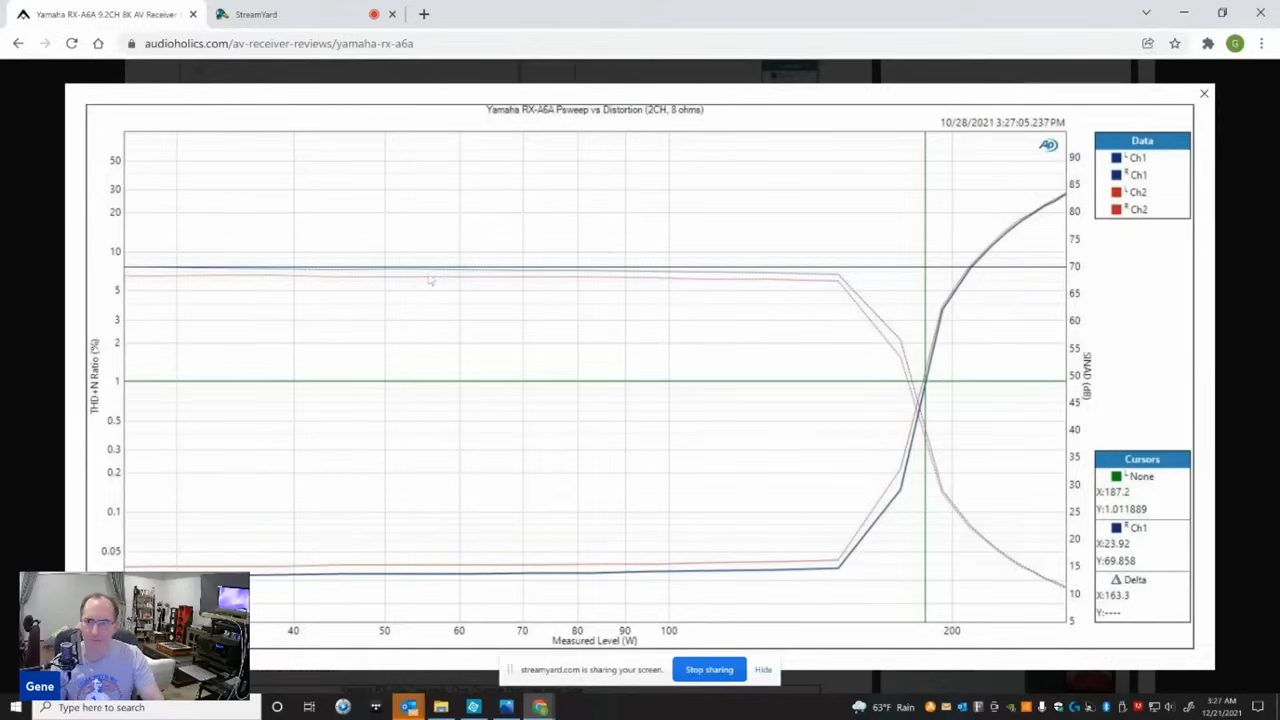 Yamaha RX-A6A 9.2CH 8K AV Receiver
StreamYard
audioholics.com/av-receiver-reviews/yamaha-rx-a6a
G
Yamaha RX-A6A Psweep vs Distortion (2CH, 8 ohms)
10/28/2021 3:27:05.237PM
AP
50
30
20
10
5
3
2
1
0.5
0.3
0.2
0.1
0.05
THD+N Ratio (%)
90
85
80
75
70
65
60
55
50
45
40
35
30
25
20
15
10
5
SINAD (dB)
40
50
60
70
80
90
100
200
Measured Level (W)
Data
L Ch1
R Ch1
L Ch2
R Ch2
Cursors
L None
X:187.2
Y:1.011889
R Ch1
X:23.92
Y:69.858
Delta
X:163.3
Y:----
streamyard.com is sharing your screen.
Stop sharing
Hide
Gene
Type here to search
63°F Rain
3:27 AM
12/21/2021